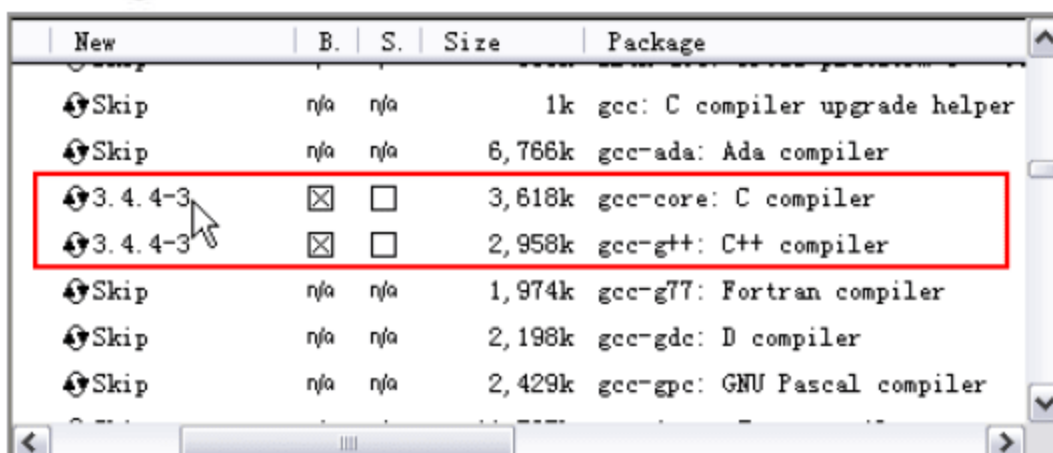 New B. S. Size Package
Skip n/a n/a 1k gcc: C compiler upgrade helper
Skip n/a n/a 6,766k gcc-ada: Ada compiler
3.4.4-3 3,618k gcc-core: C compiler
3.4.4-3 2,958k gcc-g++: C++ compiler
Skip n/a n/a 1,974k gcc-g77: Fortran compiler
Skip n/a n/a 2,198k gcc-gdc: D compiler
Skip n/a n/a 2,429k gcc-gpc: GNU Pascal compiler